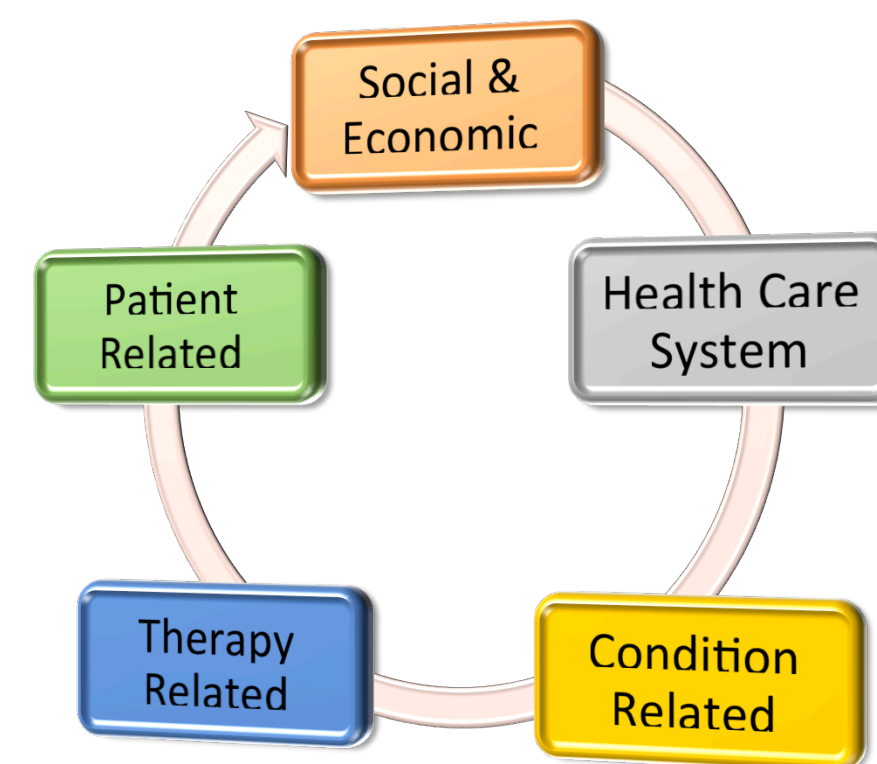 Social &
Economic
Health Care
System
Condition
Related
Therapy
Related
Patient
Related